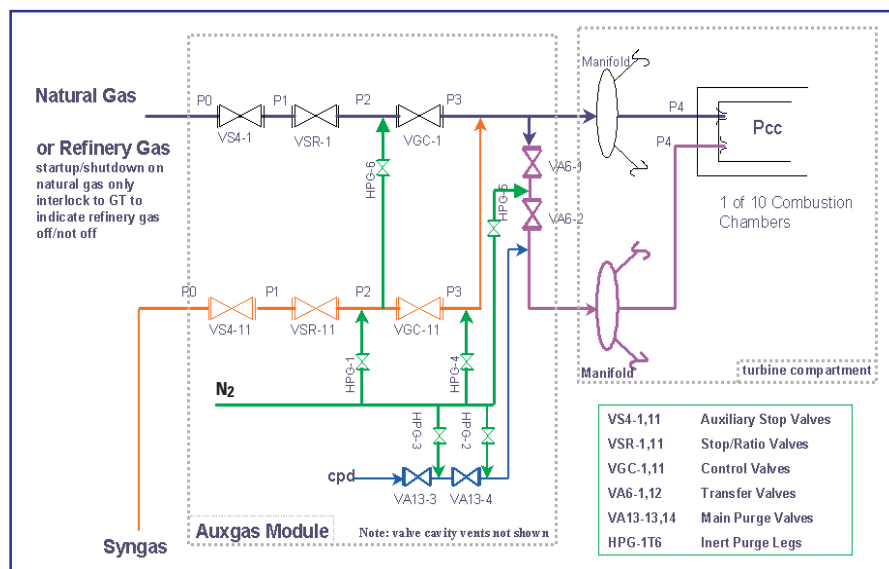 Natural Gas
or Refinery Gas
startup/shutdown on
natural gas only
interlock to GT to
indicate refinery gas
off/not off
P0
P1
P2
P3
VS4-1
VSR-1
VGC-1
HPG-6
HPG-5
VA6-1
VA6-2
Manifold
P4
P4
Pcc
1 of 10 Combustion
Chambers
P0
P1
P2
P3
VS4-11
VSR-11
VGC-11
HPG-1
HPG-4
N2
HPG-3
HPG-2
cpd
VA13-3
VA13-4
Manifold
turbine compartment
Auxgas Module
Note: valve cavity vents not shown
Syngas
VS4-1,11 Auxiliary Stop Valves
VSR-1,11 Stop/Ratio Valves
VGC-1,11 Control Valves
VA6-1,12 Transfer Valves
VA13-13,14 Main Purge Valves
HPG-1T6 Inert Purge Legs